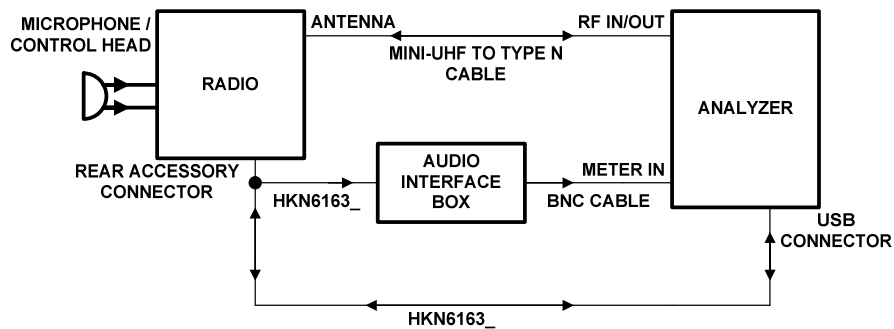 MICROPHONE /
CONTROL HEAD
RADIO
ANTENNA
MINI-UHF TO TYPE N
CABLE
RF IN/OUT
ANALYZER
REAR ACCESSORY
CONNECTOR
HKN6163_
AUDIO
INTERFACE
BOX
METER IN
BNC CABLE
USB
CONNECTOR
HKN6163_